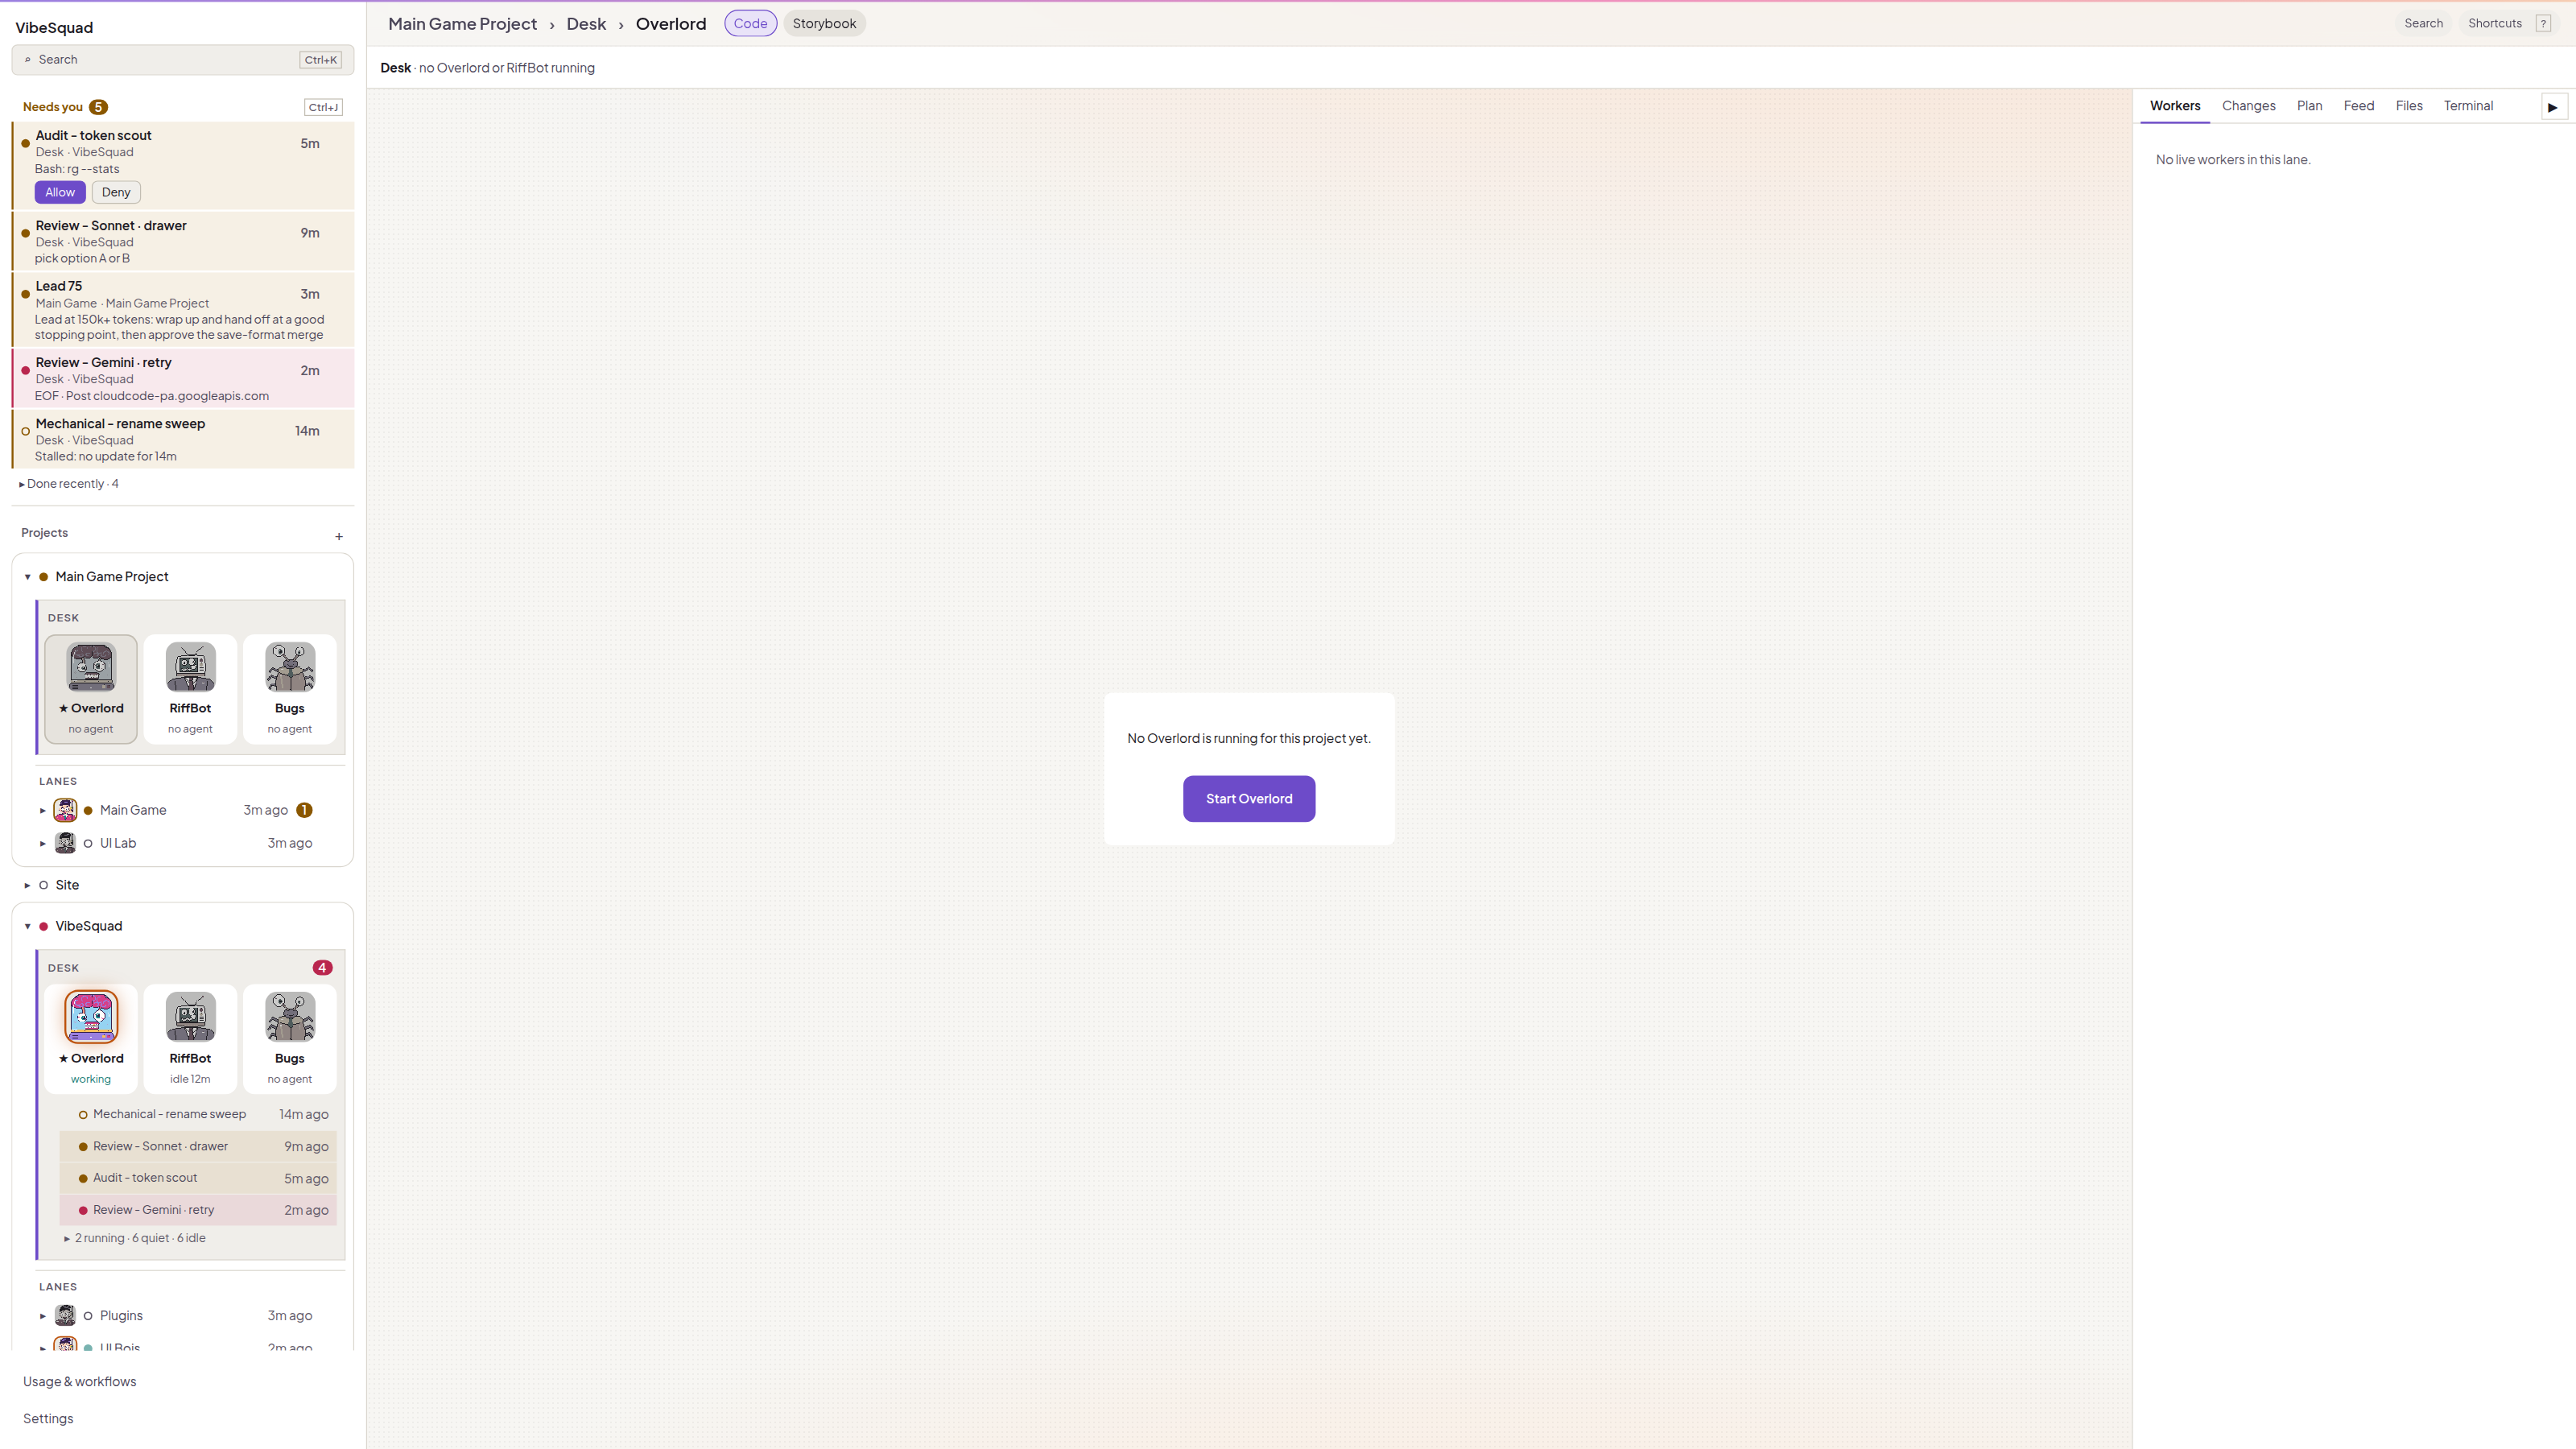 VibeSquad
Search Ctrl+K
Needs you 5 Ctrl+J
Audit - token scout 5m
Desk · VibeSquad
Bash: rg --stats
Allow Deny
Review - Sonnet · drawer 9m
Desk · VibeSquad
pick option A or B
Lead 75 3m
Main Game · Main Game Project
Lead at 150k+ tokens: wrap up and hand off at a good
stopping point, then approve the save-format merge
Review - Gemini · retry 2m
Desk · VibeSquad
EOF · Post cloudcode-pa.googleapis.com
Mechanical - rename sweep 14m
Desk · VibeSquad
Stalled: no update for 14m
▸ Done recently · 4
Projects +
Main Game Project
DESK
★ Overlord RiffBot Bugs
no agent no agent no agent
LANES
Main Game 3m ago 1
UI Lab 3m ago
Site
VibeSquad
DESK 4
★ Overlord RiffBot Bugs
working idle 12m no agent
Mechanical - rename sweep 14m ago
Review - Sonnet · drawer 9m ago
Audit - token scout 5m ago
Review - Gemini · retry 2m ago
▸ 2 running · 6 quiet · 6 idle
LANES
Plugins 3m ago
UI Bois 2m ago
Usage & workflows
Settings
Main Game Project › Desk › Overlord Code Storybook Search Shortcuts ?
Desk · no Overlord or RiffBot running
No Overlord is running for this project yet.
Start Overlord
Workers Changes Plan Feed Files Terminal
No live workers in this lane.